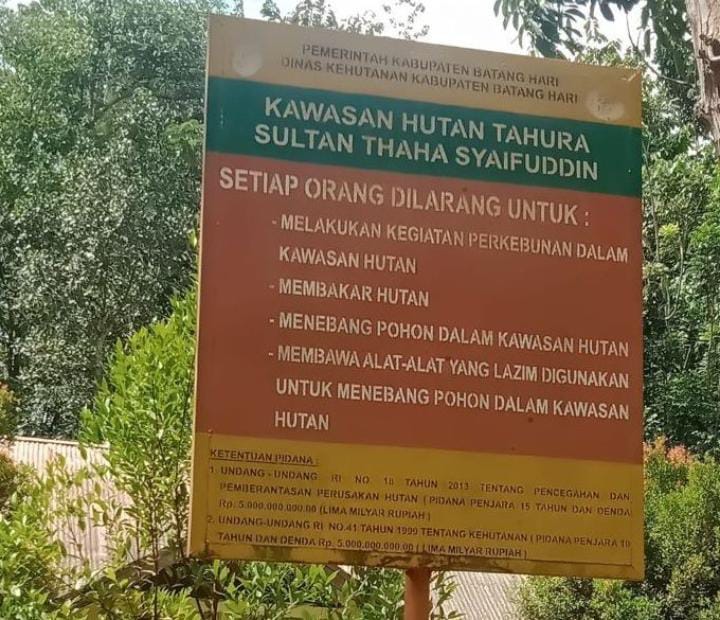 PEMERINTAH KABUPATEN BATANG HARI
DINAS KEHUTANAN KABUPATEN BATANG HARI
KAWASAN HUTAN TAHURA
SULTAN THAHA SYAIFUDDIN
SETIAP ORANG DILARANG UNTUK :
- MELAKUKAN KEGIATAN PERKEBUNAN DALAM
KAWASAN HUTAN
- MEMBAKAR HUTAN
- MENEBANG POHON DALAM KAWASAN HUTAN
- MEMBAWA ALAT-ALAT YANG LAZIM DIGUNAKAN
UNTUK MENEBANG POHON DALAM KAWASAN
HUTAN
KETENTUAN PIDANA :
1. UNDANG - UNDANG RI NO. 18 TAHUN 2013 TENTANG PENCEGAHAN DAN
PEMBERANTASAN PERUSAKAN HUTAN ( PIDANA PENJARA 15 TAHUN DAN DENDA
Rp. 5.000.000.000.00 (LIMA MILYAR RUPIAH )
2. UNDANG-UNDANG RI NO.41 TAHUN 1999 TENTANG KEHUTANAN ( PIDANA PENJARA 10
TAHUN DAN DENDA Rp. 5.000.000.000.00 ( LIMA MILYAR RUPIAH )